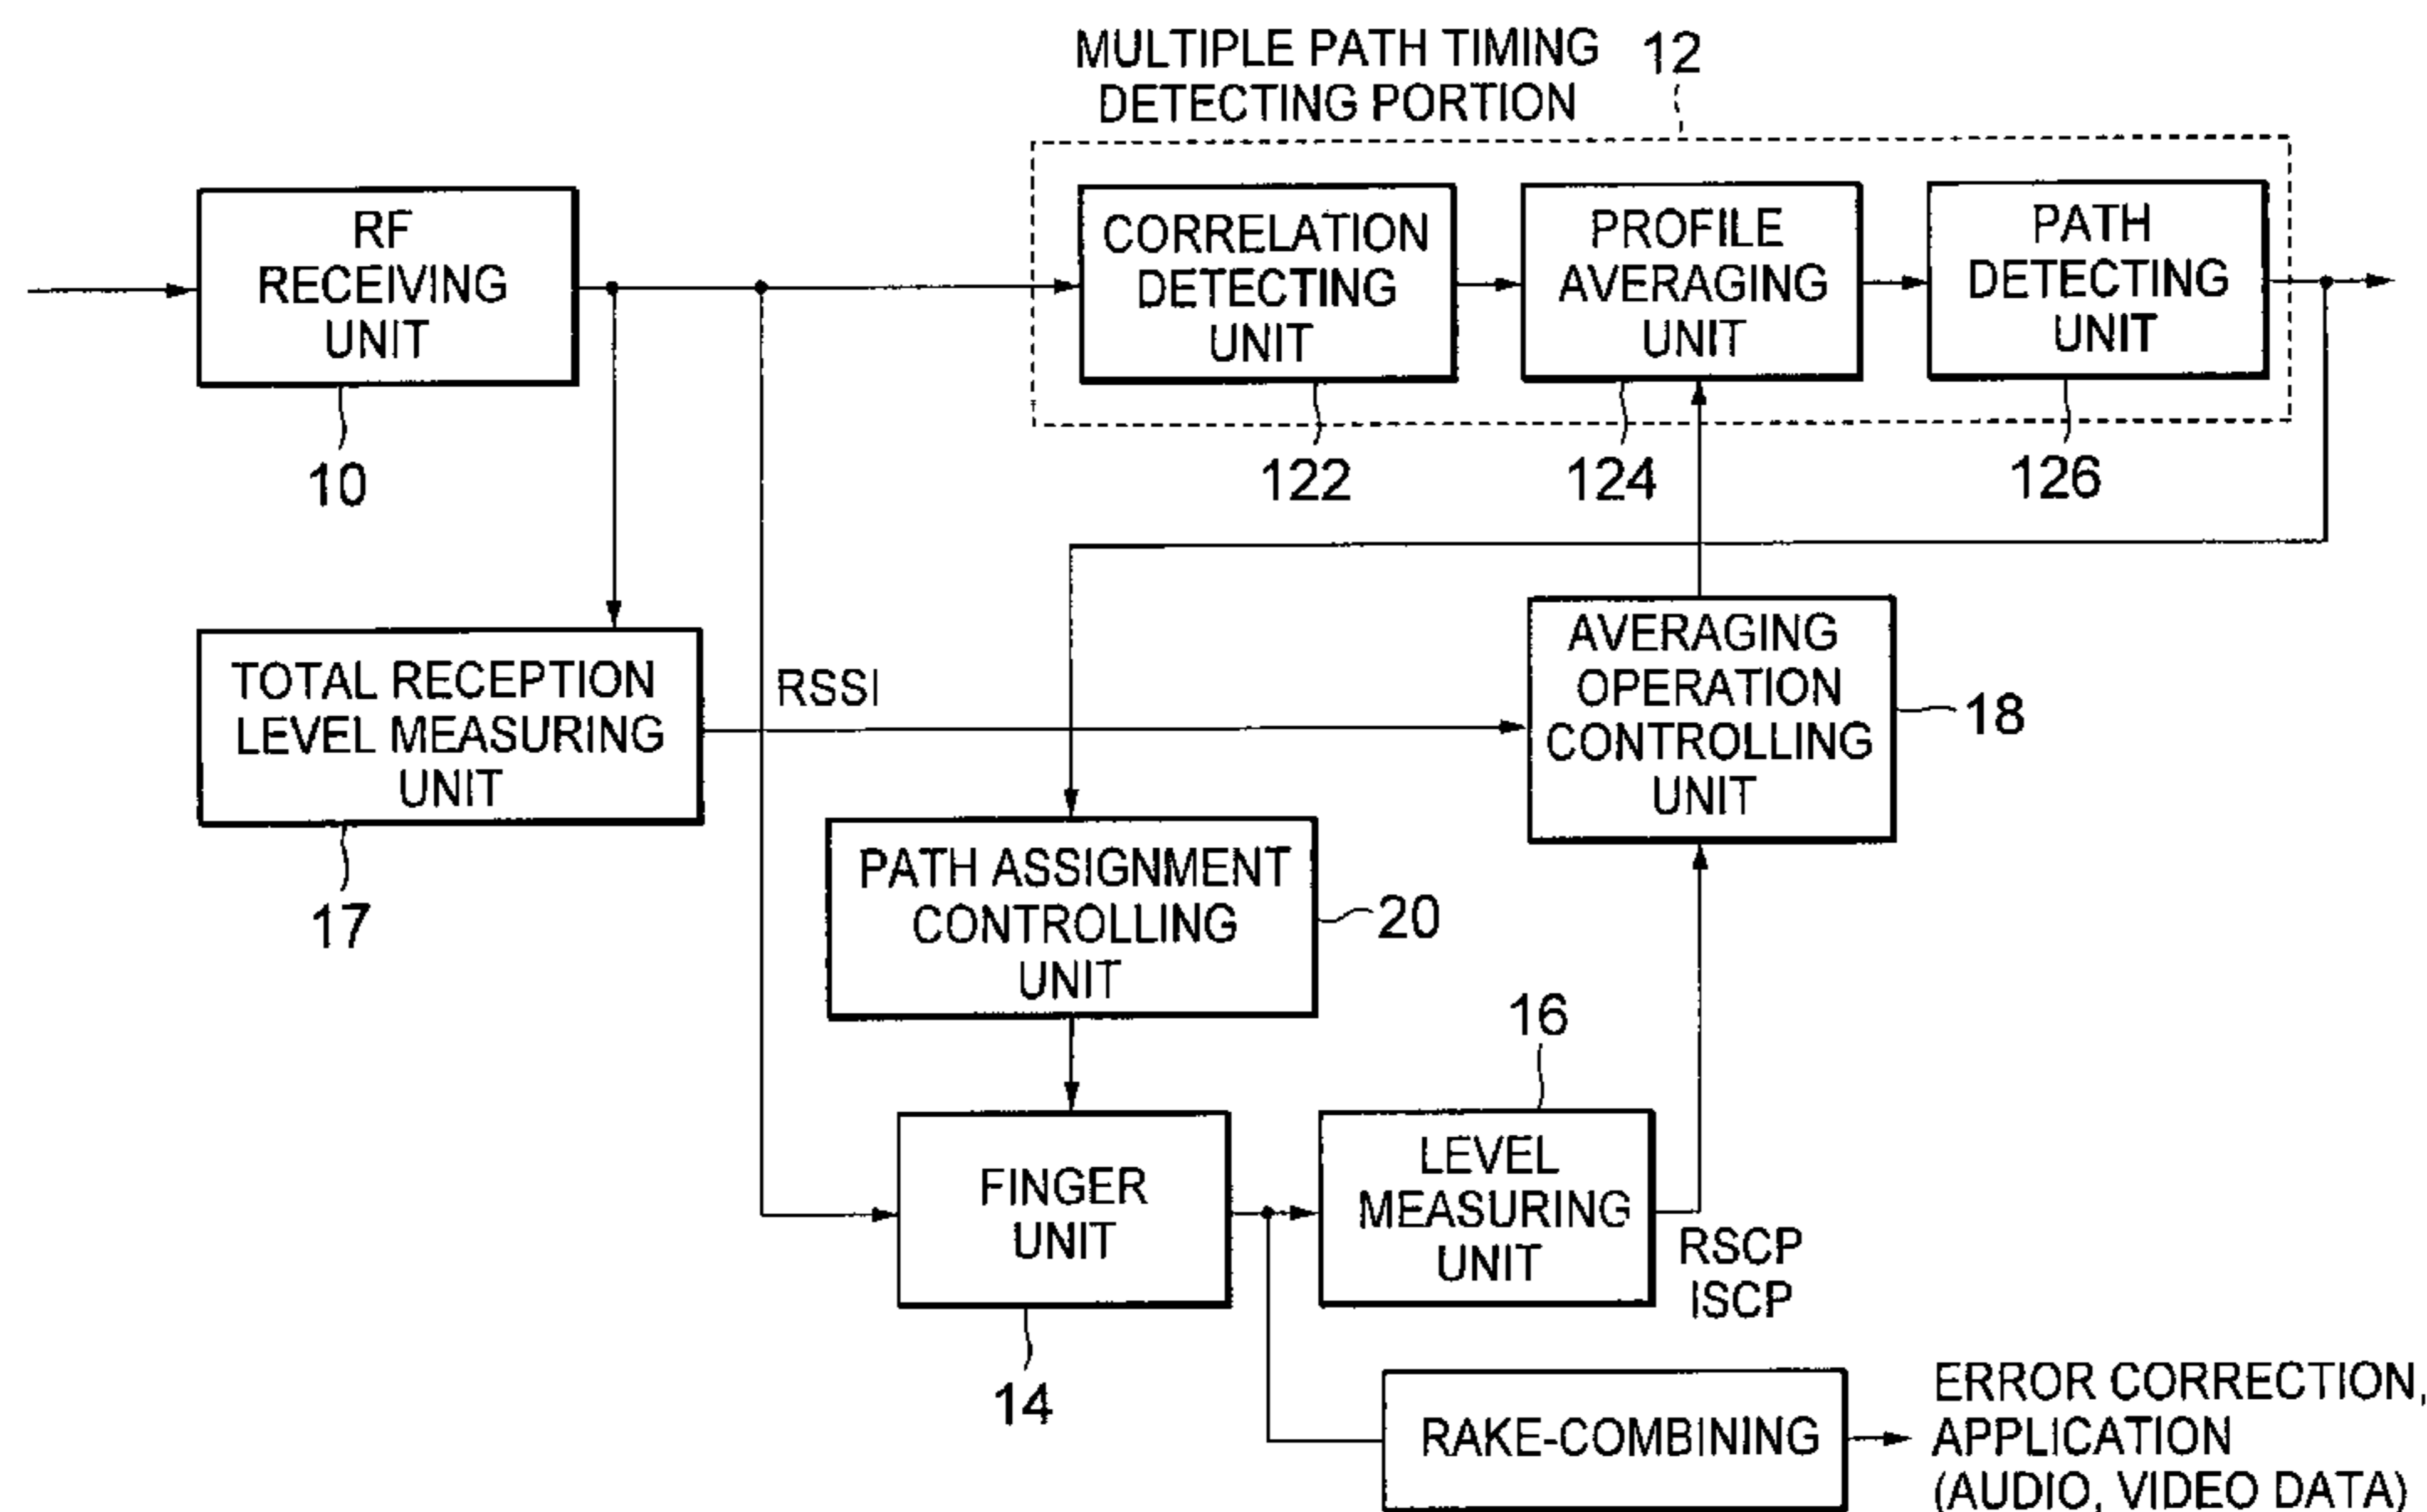 MULTIPLE PATH TIMING
DETECTING PORTION
12
RF
RECEIVING
UNIT
10
CORRELATION
DETECTING
UNIT
122
PROFILE
AVERAGING
UNIT
124
PATH
DETECTING
UNIT
126
TOTAL RECEPTION
LEVEL MEASURING
UNIT
17
RSSI
AVERAGING
OPERATION
CONTROLLING
UNIT
18
PATH ASSIGNMENT
CONTROLLING
UNIT
20
FINGER
UNIT
14
16
LEVEL
MEASURING
UNIT
RSCP
ISCP
RAKE-COMBINING
ERROR CORRECTION,
APPLICATION
(AUDIO, VIDEO DATA)